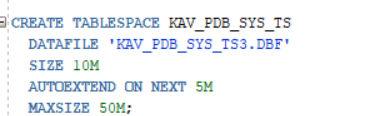 CREATE TABLESPACE KAV_PDB_SYS_TS
DATAFILE 'KAV_PDB_SYS_TS3.DBF'
SIZE 10M
AUTOEXTEND ON NEXT 5M
MAXSIZE 50M;